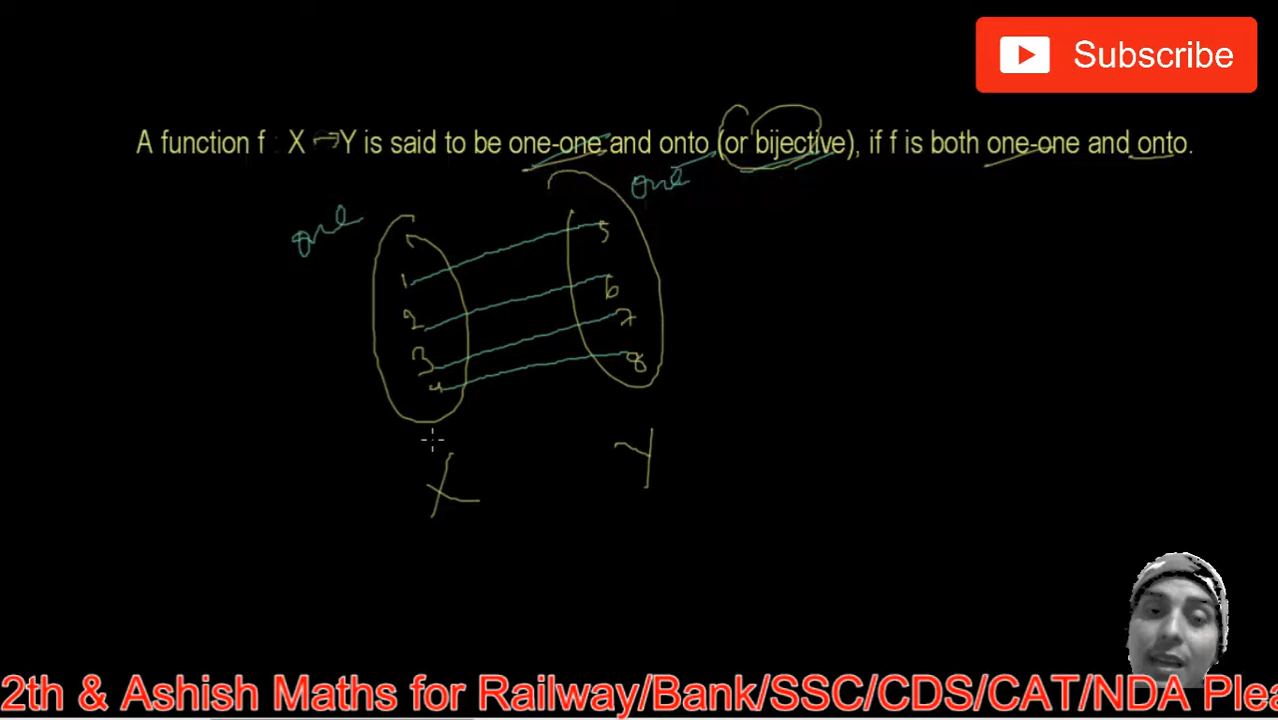 Subscribe
A function f : X → Y is said to be one-one and onto (or bijective), if f is both one-one and onto.
one
one
1
2
3
4
5
6
7
8
X
Y
2th & Ashish Maths for Railway/Bank/SSC/CDS/CAT/NDA Plea